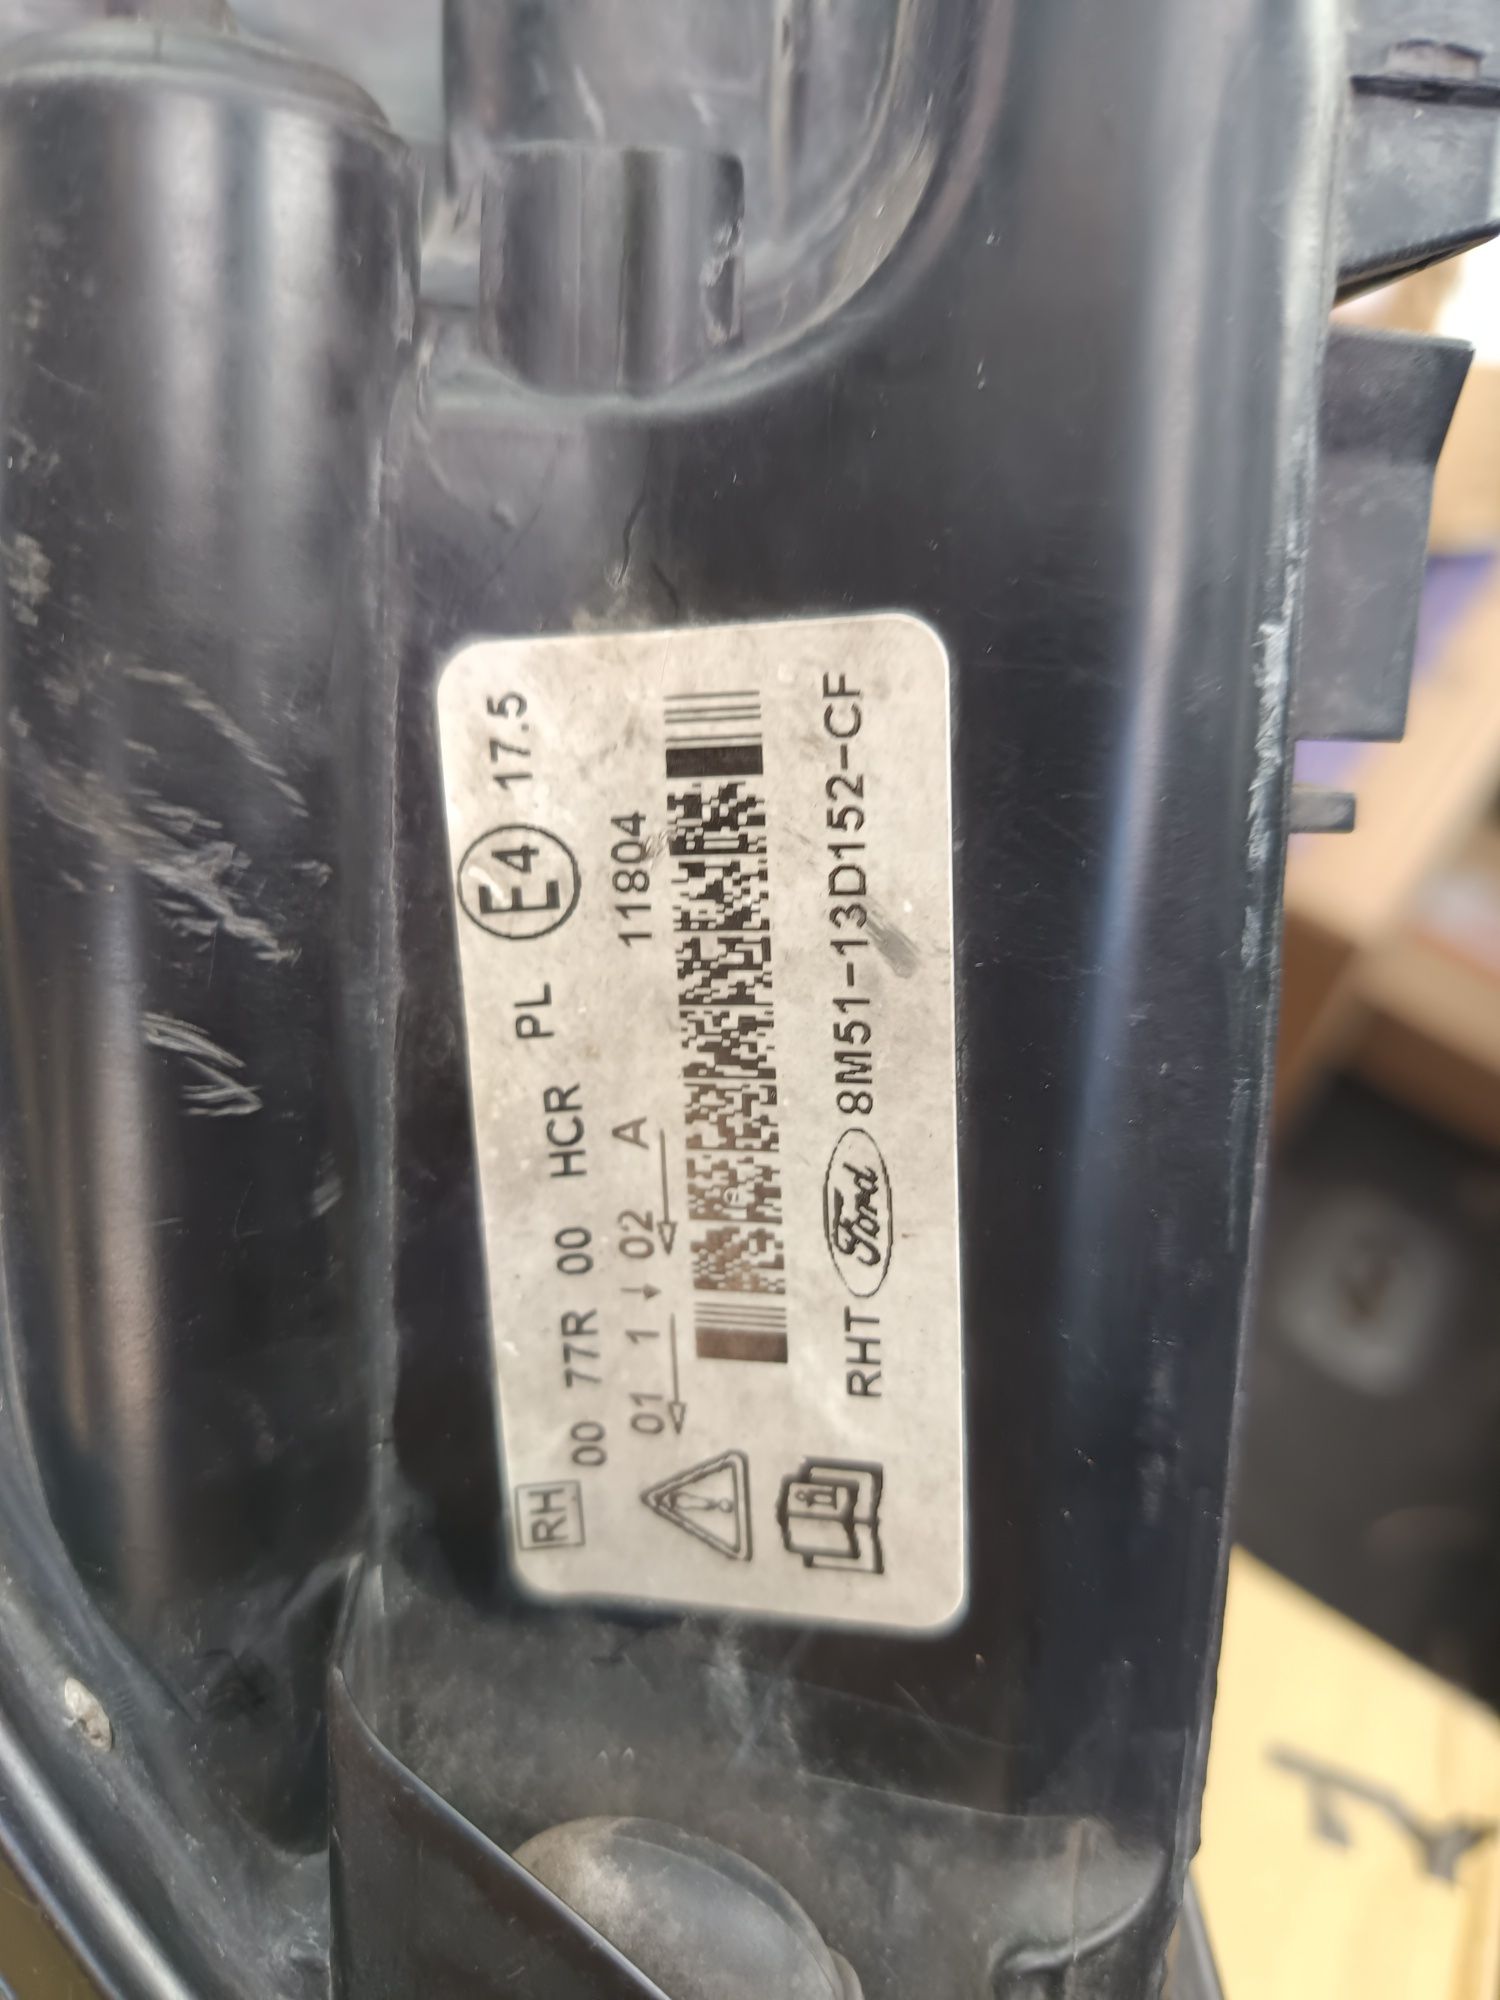 RH
00 77R 00 HCR PL E4 17.5
01 1 → 02 A 11804
RHT Ford 8M51-13D152-CF